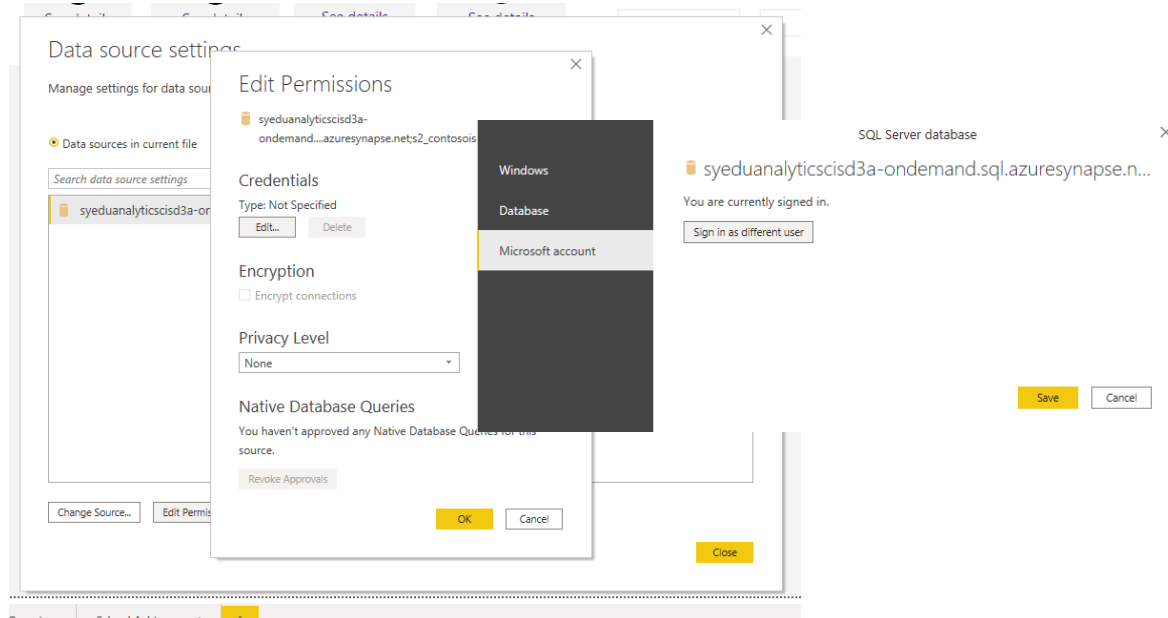 See details
See details
Data source settings
Manage settings for data sour
Data sources in current file
Search data source settings
syeduanalyticscisd3a-on
Change Source...
Edit Permis
Close
Edit Permissions
syeduanalyticscisd3a-
ondemand....azuresynapse.net;s2_contosois
Credentials
Type: Not Specified
Edit...
Delete
Encryption
Encrypt connections
Privacy Level
None
Native Database Queries
You haven't approved any Native Database Queries for this
source.
Revoke Approvals
OK
Cancel
Windows
Database
Microsoft account
SQL Server database
syeduanalyticscisd3a-ondemand.sql.azuresynapse.n...
You are currently signed in.
Sign in as different user
Save
Cancel